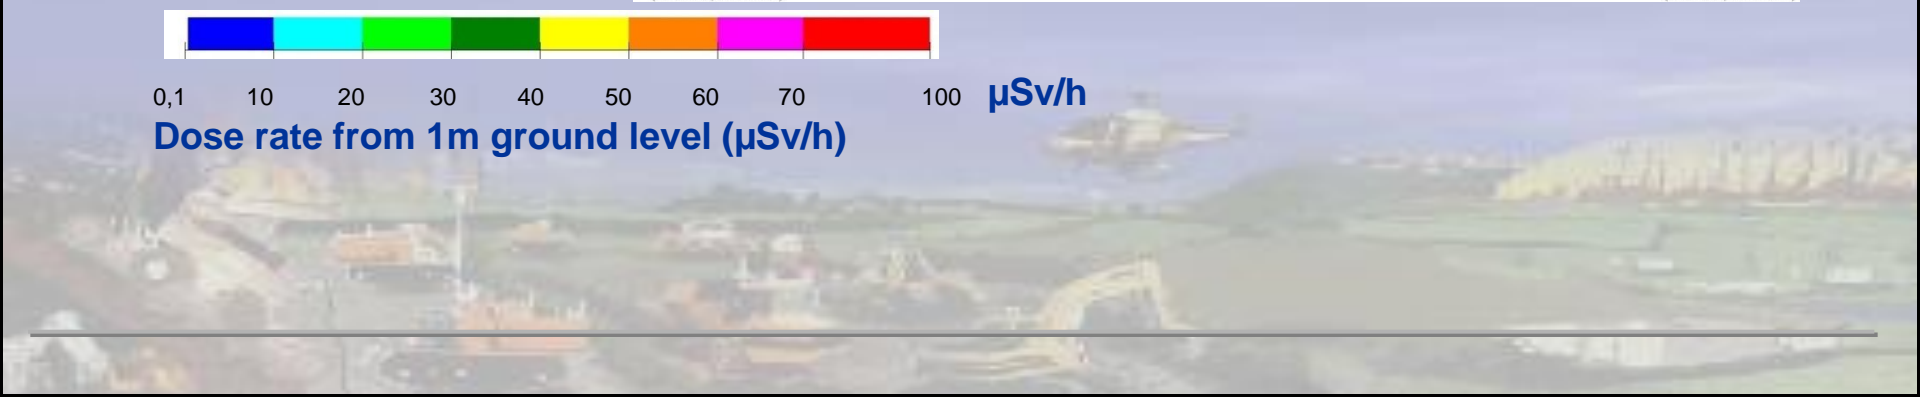 0,1 10 20 30 40 50 60 70 100 µSv/h
Dose rate from 1m ground level (µSv/h)